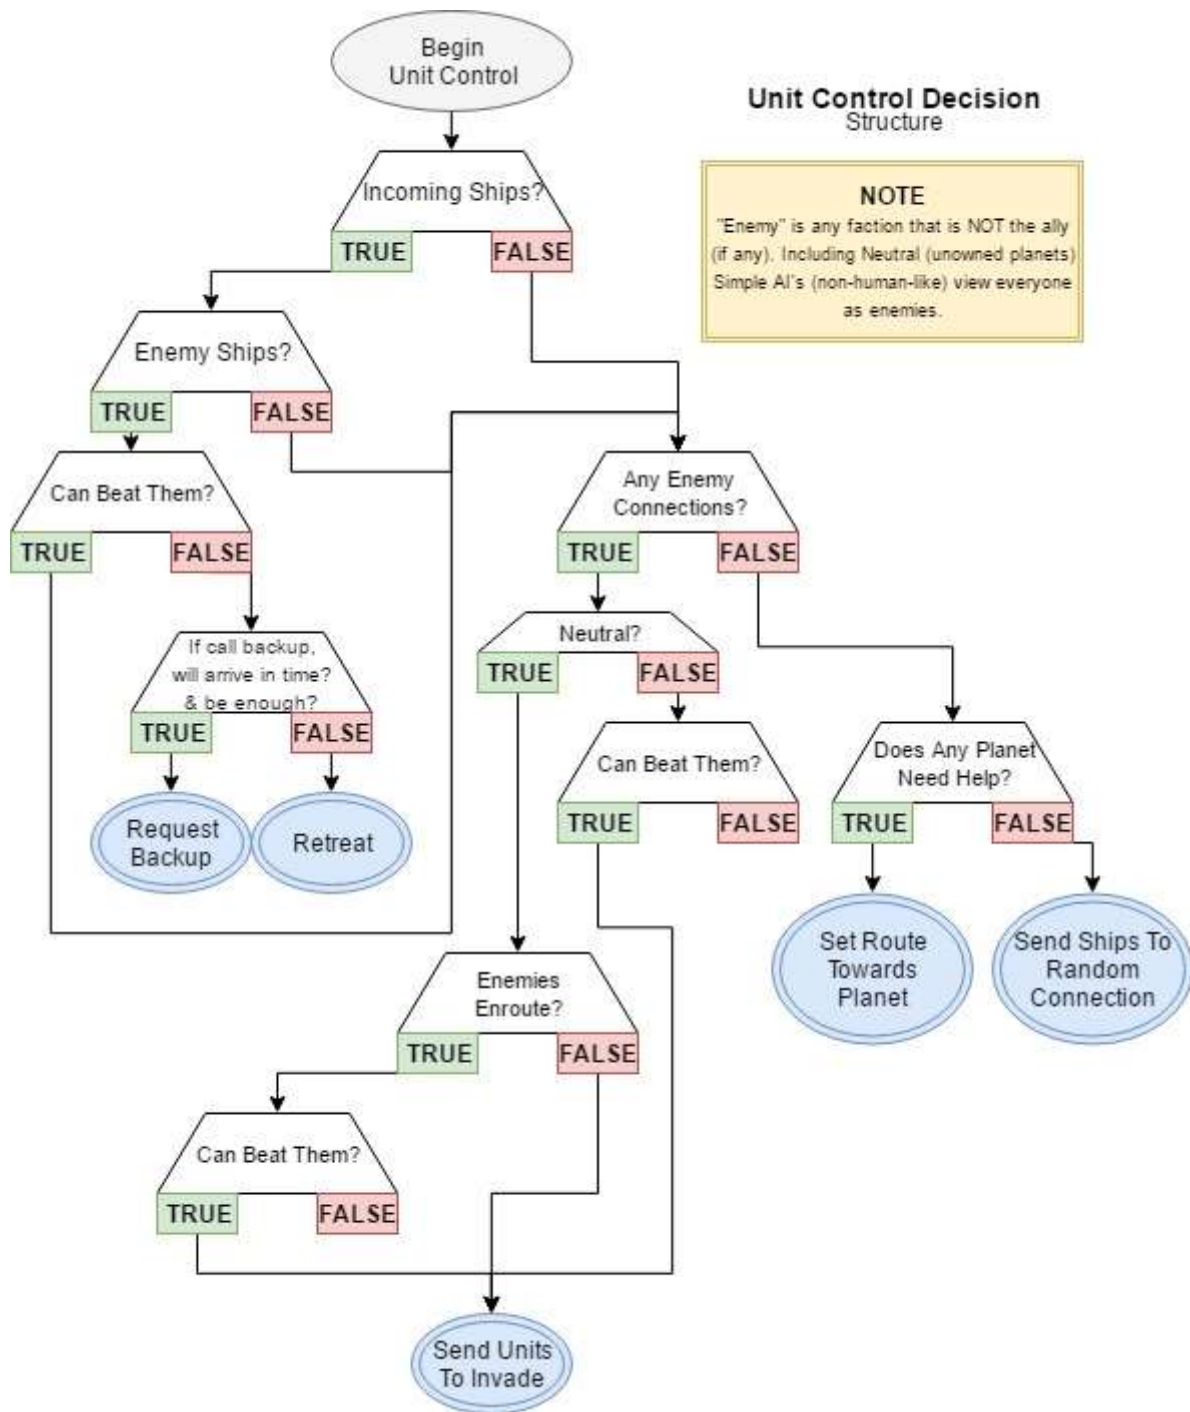 Begin
Unit Control
Unit Control Decision
Structure
NOTE
"Enemy" is any faction that is NOT the ally
(if any). Including Neutral (unowned planets)
Simple AI's (non-human-like) view everyone
as enemies.
Incoming Ships?
TRUE
FALSE
Enemy Ships?
TRUE
FALSE
Can Beat Them?
TRUE
FALSE
If call backup,
will arrive in time?
& be enough?
TRUE
FALSE
Request
Backup
Retreat
Any Enemy
Connections?
TRUE
FALSE
Neutral?
TRUE
FALSE
Can Beat Them?
TRUE
FALSE
Does Any Planet
Need Help?
TRUE
FALSE
Set Route
Towards
Planet
Send Ships To
Random
Connection
Enemies
Enroute?
TRUE
FALSE
Can Beat Them?
TRUE
FALSE
Send Units
To Invade